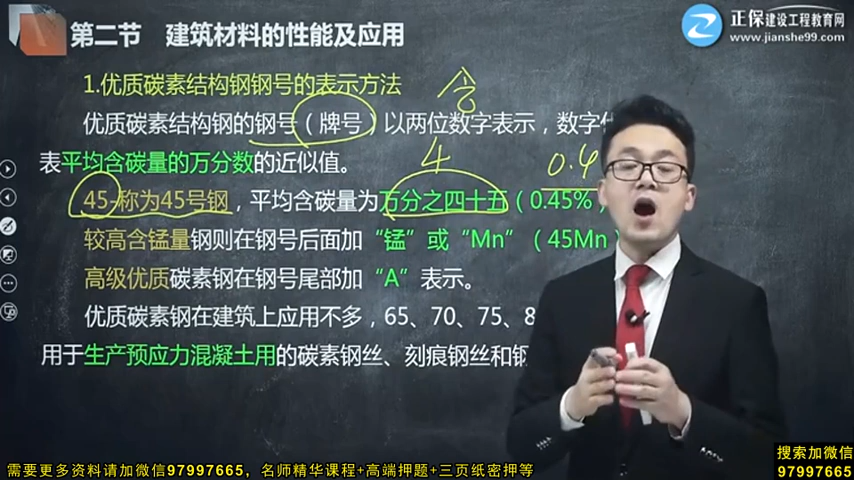 第二节 建筑材料的性能及应用
正保建设工程教育网
www.jianshe99.com
1.优质碳素结构钢钢号的表示方法
含
优质碳素结构钢的钢号（牌号）以两位数字表示，数字
表平均含碳量的万分数的近似值。
4
0.4
45-称为45号钢，平均含碳量为万分之四十五（0.45%）
较高含锰量钢则在钢号后面加“锰”或“Mn”（45Mn）
高级优质碳素钢在钢号尾部加“A”表示。
优质碳素钢在建筑上应用不多，65、70、75、8
用于生产预应力混凝土用的碳素钢丝、刻痕钢丝和
需要更多资料请加微信97997665，名师精华课程+高端押题+三页纸密押等
搜索加微信
97997665